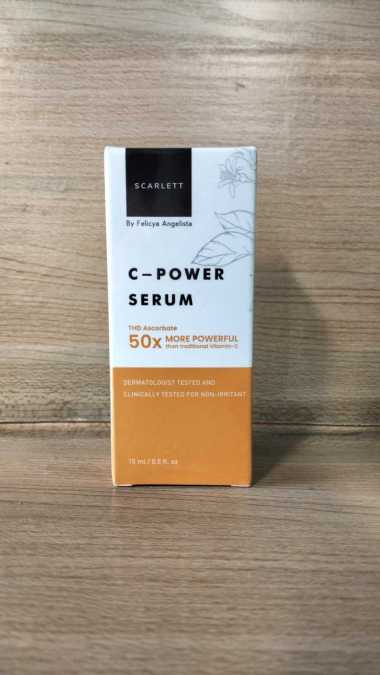 SCARLETT
By Felicya Angelista
C–POWER
SERUM
THD Ascorbate
50x MORE POWERFUL
than traditional Vitamin-C
DERMATOLOGIST TESTED AND
CLINICALLY TESTED FOR NON-IRRITANT
15 ml / 0.5 fl. oz